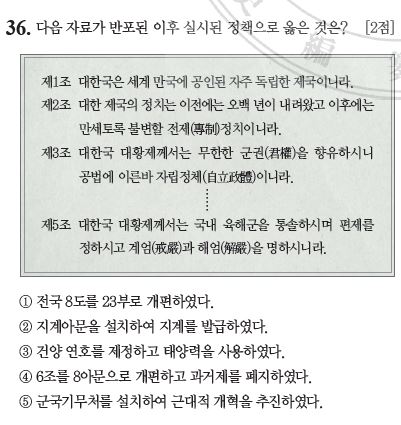 36. 다음 자료가 반포된 이후 실시된 정책으로 옳은 것은? [2점]
제1조 대한국은 세계 만국에 공인된 자주 독립한 제국이니라.
제2조 대한 제국의 정치는 이전에는 오백 년이 내려왔고 이후에는
만세토록 불변할 전제(專制)정치이니라.
제3조 대한국 대황제께서는 무한한 군권(君權)을 향유하시니
공법에 이른바 자립정체(自立政體)이니라.
제5조 대한국 대황제께서는 국내 육해군을 통솔하시며 편제를
정하시고 계엄(戒嚴)과 해엄(解嚴)을 명하시니라.
① 전국 8도를 23부로 개편하였다.
② 지계아문을 설치하여 지계를 발급하였다.
③ 건양 연호를 제정하고 태양력을 사용하였다.
④ 6조를 8아문으로 개편하고 과거제를 폐지하였다.
⑤ 군국기무처를 설치하여 근대적 개혁을 추진하였다.